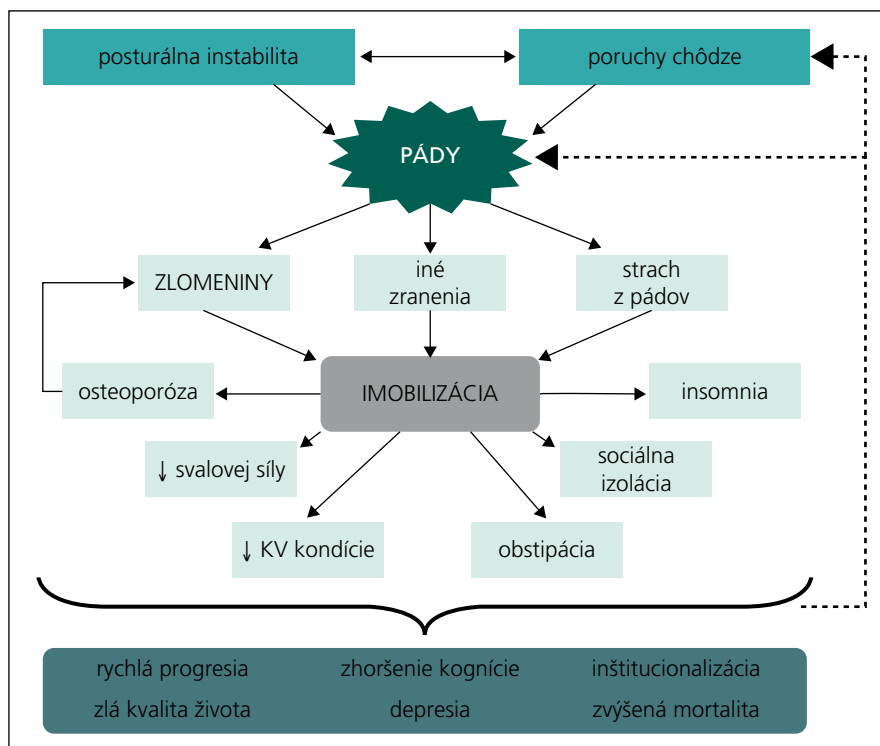 posturálna instabilita
poruchy chôdze
PÁDY
ZLOMENINY
iné
zranenia
strach
z pádov
osteoporóza
IMOBILIZÁCIA
insomnia
↓ svalovej síly
sociálna
izolácia
↓ KV kondície
obstipácia
rychlá progresia
zhoršenie kognície
inštitucionalizácia
zlá kvalita života
depresia
zvýšená mortalita